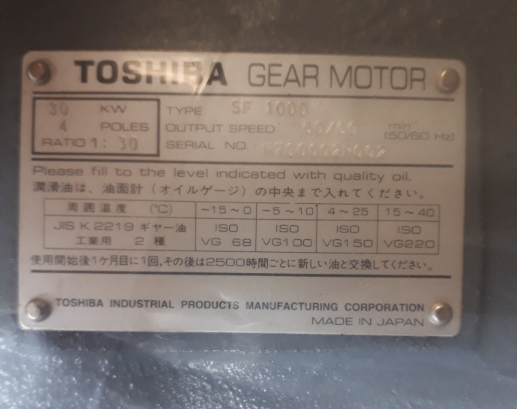 TOSHIBA GEAR MOTOR
30 KW
4 POLES
RATIO 1: 30
TYPE SF 1000
OUTPUT SPEED min⁻¹ (50/60 Hz)
SERIAL NO.
Please fill to the level indicated with quality oil.
潤滑油は、油面計(オイルゲージ)の中央まで入れてください。
周囲温度 (℃) -15~0 -5~10 4~25 15~40
JIS K 2219 ギヤー油 ISO ISO ISO ISO
工業用 2種 VG 68 VG100 VG150 VG220
使用開始後1ケ月目に1回、その後は2500時間ごとに新しい油と交換してください。
TOSHIBA INDUSTRIAL PRODUCTS MANUFACTURING CORPORATION
MADE IN JAPAN